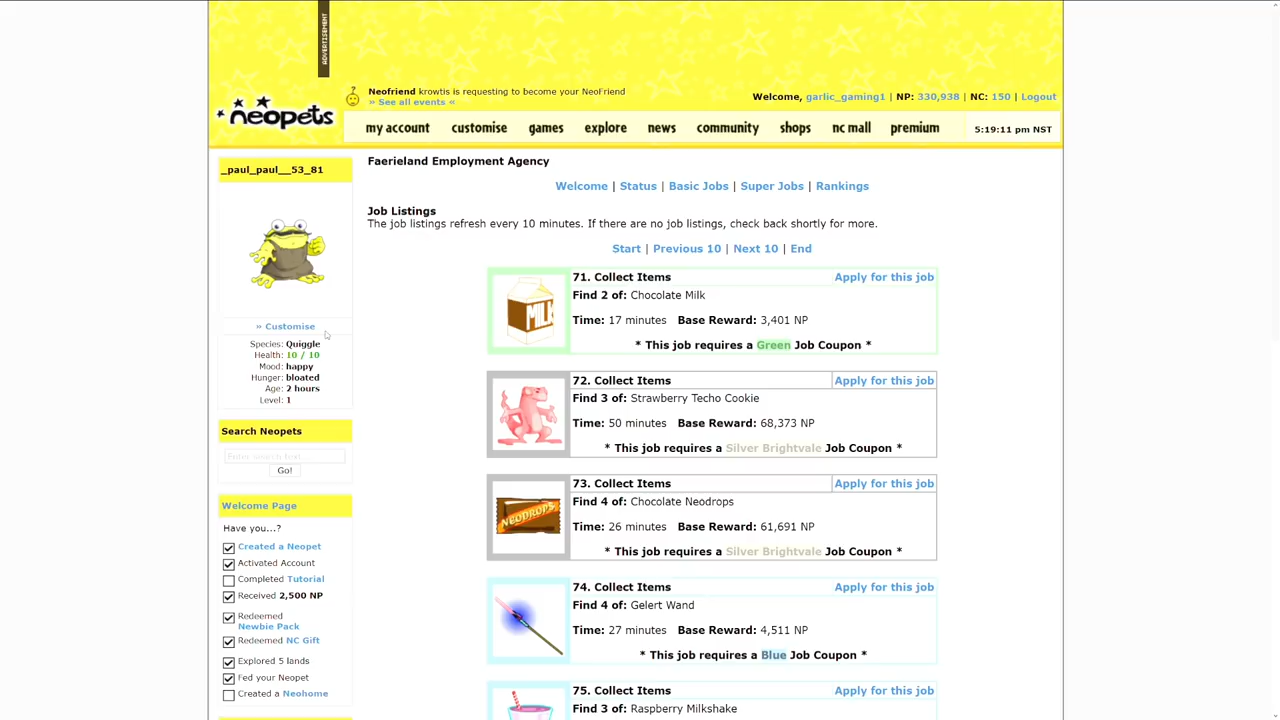 ADVERTISEMENT
Neofriend krowtis is requesting to become your NeoFriend
» See all events «
Welcome, garlic_gaming1 | NP: 330,938 | NC: 150 | Logout
neopets
my account customise games explore news community shops nc mall premium 5:19:11 pm NST
_paul_paul__53_81
» Customise
Species: Quiggle
Health: 10 / 10
Mood: happy
Hunger: bloated
Age: 2 hours
Level: 1
Search Neopets
Enter search text...
Go!
Welcome Page
Have you...?
Created a Neopet
Activated Account
Completed Tutorial
Received 2,500 NP
Redeemed
Newbie Pack
Redeemed NC Gift
Explored 5 lands
Fed your Neopet
Created a Neohome
Faerieland Employment Agency
Welcome | Status | Basic Jobs | Super Jobs | Rankings
Job Listings
The job listings refresh every 10 minutes. If there are no job listings, check back shortly for more.
Start | Previous 10 | Next 10 | End
MILK
71. Collect Items Apply for this job
Find 2 of: Chocolate Milk
Time: 17 minutes Base Reward: 3,401 NP
* This job requires a Green Job Coupon *
72. Collect Items Apply for this job
Find 3 of: Strawberry Techo Cookie
Time: 50 minutes Base Reward: 68,373 NP
* This job requires a Silver Brightvale Job Coupon *
NEODROPS
73. Collect Items Apply for this job
Find 4 of: Chocolate Neodrops
Time: 26 minutes Base Reward: 61,691 NP
* This job requires a Silver Brightvale Job Coupon *
74. Collect Items Apply for this job
Find 4 of: Gelert Wand
Time: 27 minutes Base Reward: 4,511 NP
* This job requires a Blue Job Coupon *
75. Collect Items Apply for this job
Find 3 of: Raspberry Milkshake